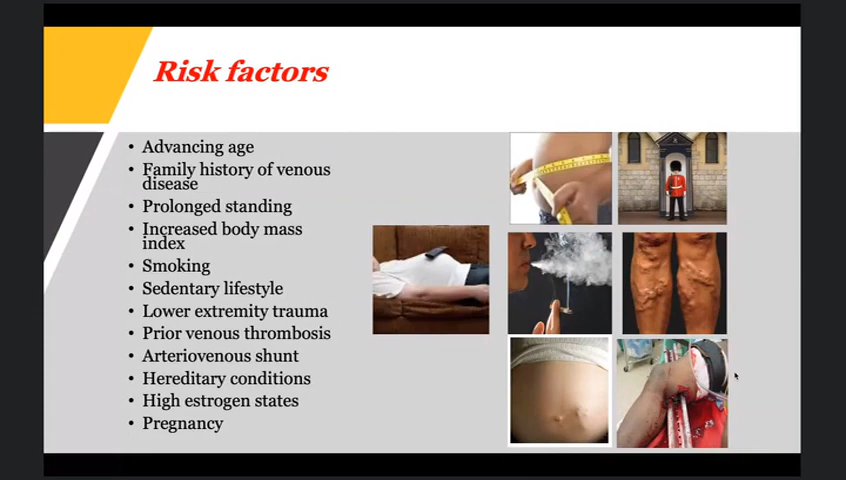 Risk factors
• Advancing age
• Family history of venous
disease
• Prolonged standing
• Increased body mass
index
• Smoking
• Sedentary lifestyle
• Lower extremity trauma
• Prior venous thrombosis
• Arteriovenous shunt
• Hereditary conditions
• High estrogen states
• Pregnancy